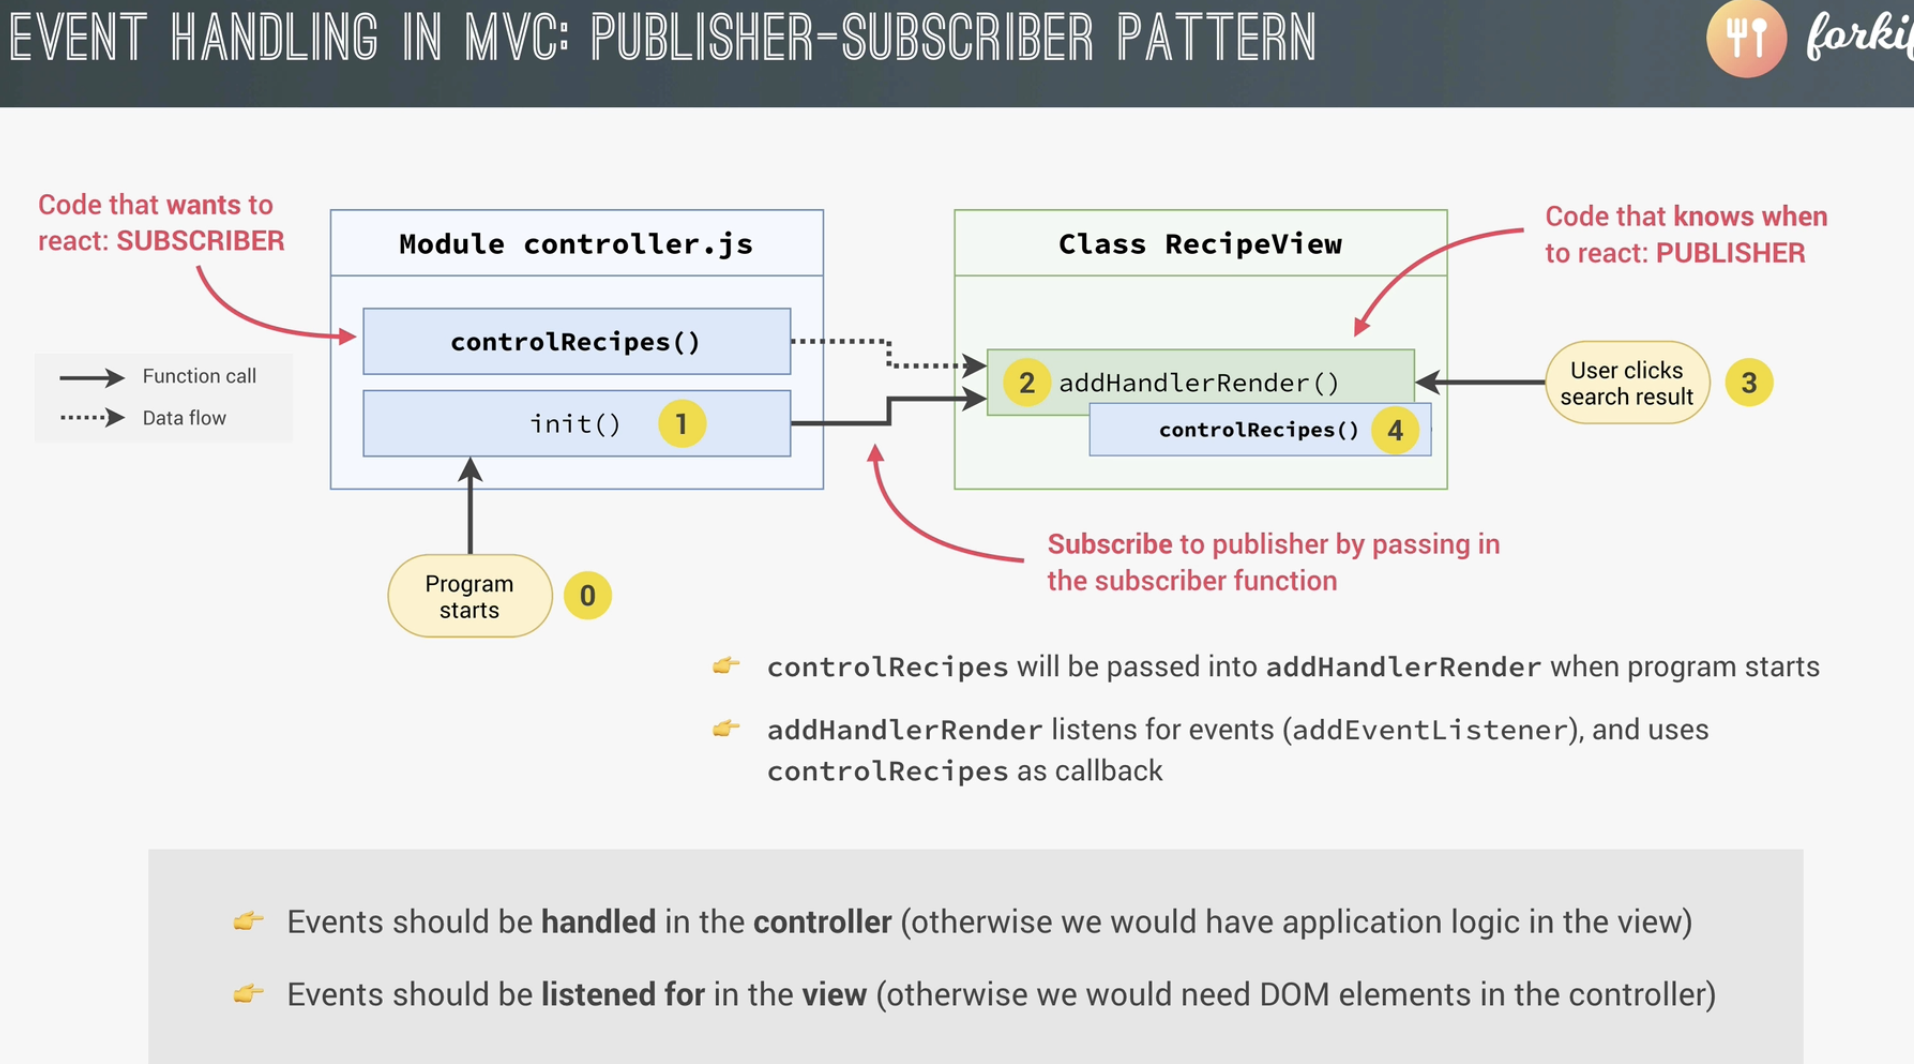 EVENT HANDLING IN MVC: PUBLISHER-SUBSCRIBER PATTERN
forkif
Code that wants to
react: SUBSCRIBER
Module controller.js
Class RecipeView
Code that knows when
to react: PUBLISHER
controlRecipes()
Function call
Data flow
init() 1
2 addHandlerRender()
controlRecipes() 4
User clicks
search result
3
Program
starts
0
Subscribe to publisher by passing in
the subscriber function
👉 controlRecipes will be passed into addHandlerRender when program starts
👉 addHandlerRender listens for events (addEventListener), and uses
controlRecipes as callback
👉 Events should be handled in the controller (otherwise we would have application logic in the view)
👉 Events should be listened for in the view (otherwise we would need DOM elements in the controller)